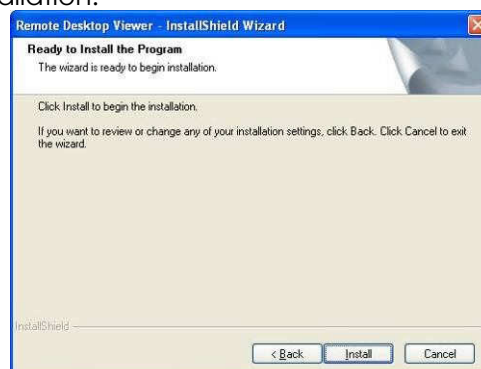 Remote Desktop Viewer - InstallShield Wizard
Ready to Install the Program
The wizard is ready to begin installation.
Click Install to begin the installation.
If you want to review or change any of your installation settings, click Back. Click Cancel to exit
the wizard.
InstallShield
< Back Install Cancel